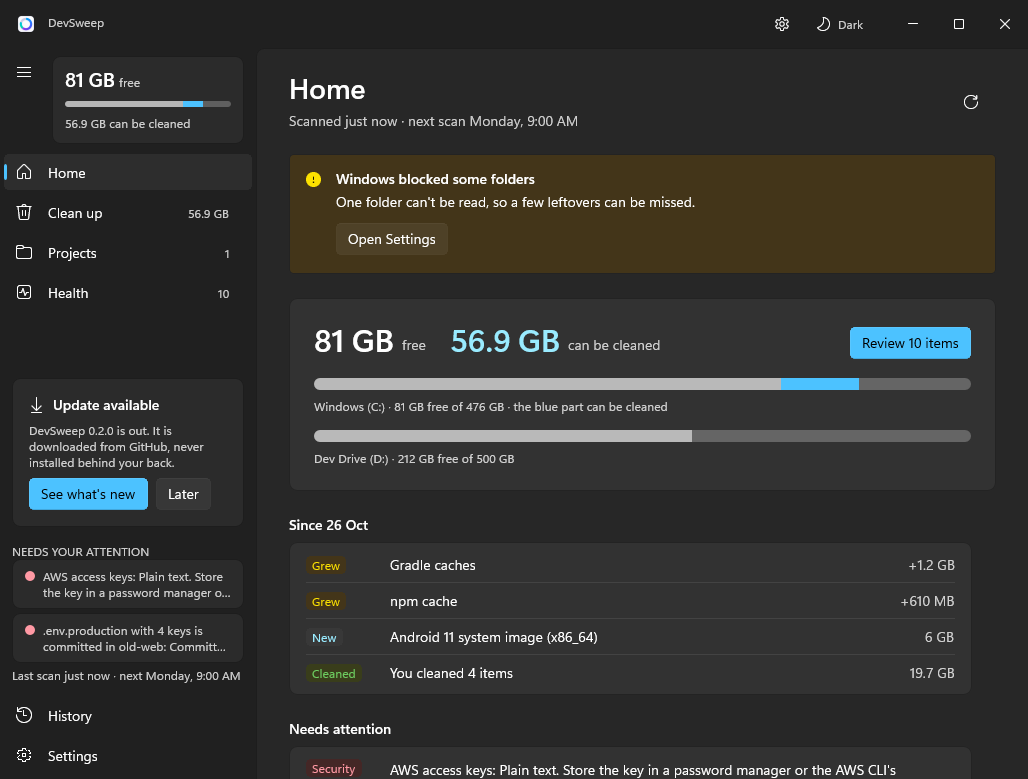 DevSweep
Dark
81 GB free
56.9 GB can be cleaned
Home
Clean up 56.9 GB
Projects 1
Health 10
Update available
DevSweep 0.2.0 is out. It is
downloaded from GitHub, never
installed behind your back.
See what's new
Later
NEEDS YOUR ATTENTION
AWS access keys: Plain text. Store
the key in a password manager o...
.env.production with 4 keys is
committed in old-web: Committ...
Last scan just now · next Monday, 9:00 AM
History
Settings
Home
Scanned just now · next scan Monday, 9:00 AM
Windows blocked some folders
One folder can't be read, so a few leftovers can be missed.
Open Settings
81 GB free 56.9 GB can be cleaned
Review 10 items
Windows (C:) · 81 GB free of 476 GB · the blue part can be cleaned
Dev Drive (D:) · 212 GB free of 500 GB
Since 26 Oct
Grew Gradle caches +1.2 GB
Grew npm cache +610 MB
New Android 11 system image (x86_64) 6 GB
Cleaned You cleaned 4 items 19.7 GB
Needs attention
Security AWS access keys: Plain text. Store the key in a password manager or the AWS CLI's